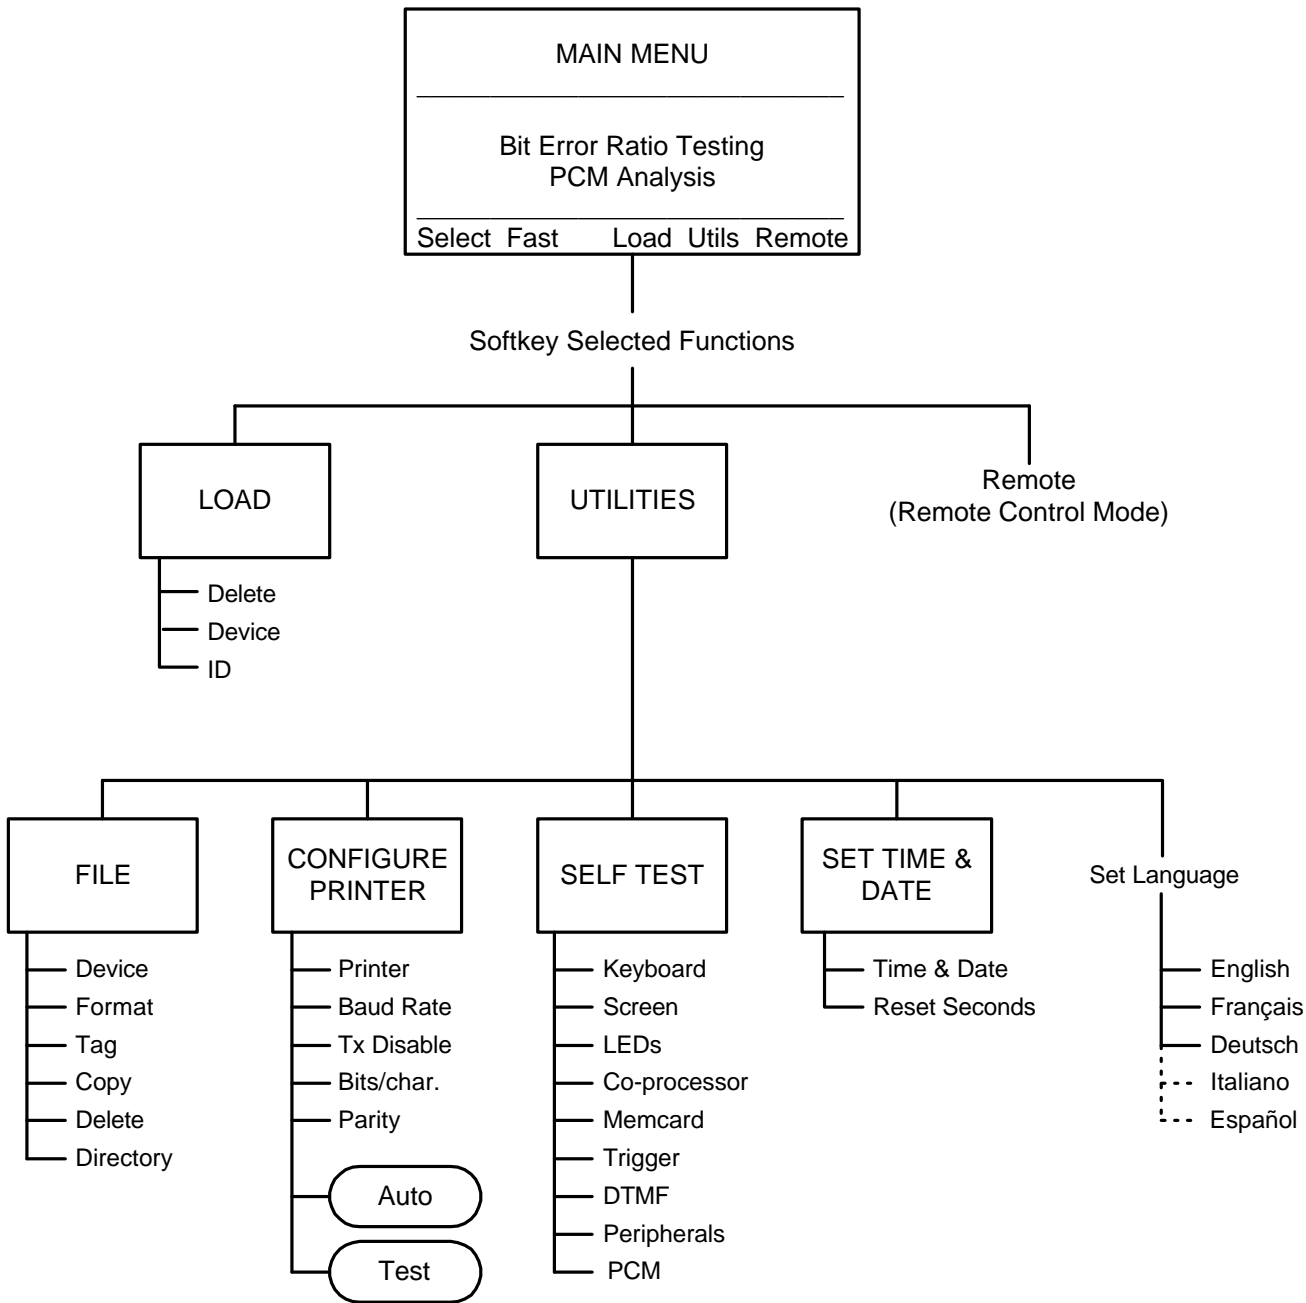 MAIN MENU
Bit Error Ratio Testing
PCM Analysis
Select Fast Load Utils Remote
Softkey Selected Functions
LOAD
Delete
Device
ID
UTILITIES
Remote
(Remote Control Mode)
FILE
Device
Format
Tag
Copy
Delete
Directory
CONFIGURE
PRINTER
Printer
Baud Rate
Tx Disable
Bits/char.
Parity
Auto
Test
SELF TEST
Keyboard
Screen
LEDs
Co-processor
Memcard
Trigger
DTMF
Peripherals
PCM
SET TIME &
DATE
Time & Date
Reset Seconds
Set Language
English
Français
Deutsch
Italiano
Español